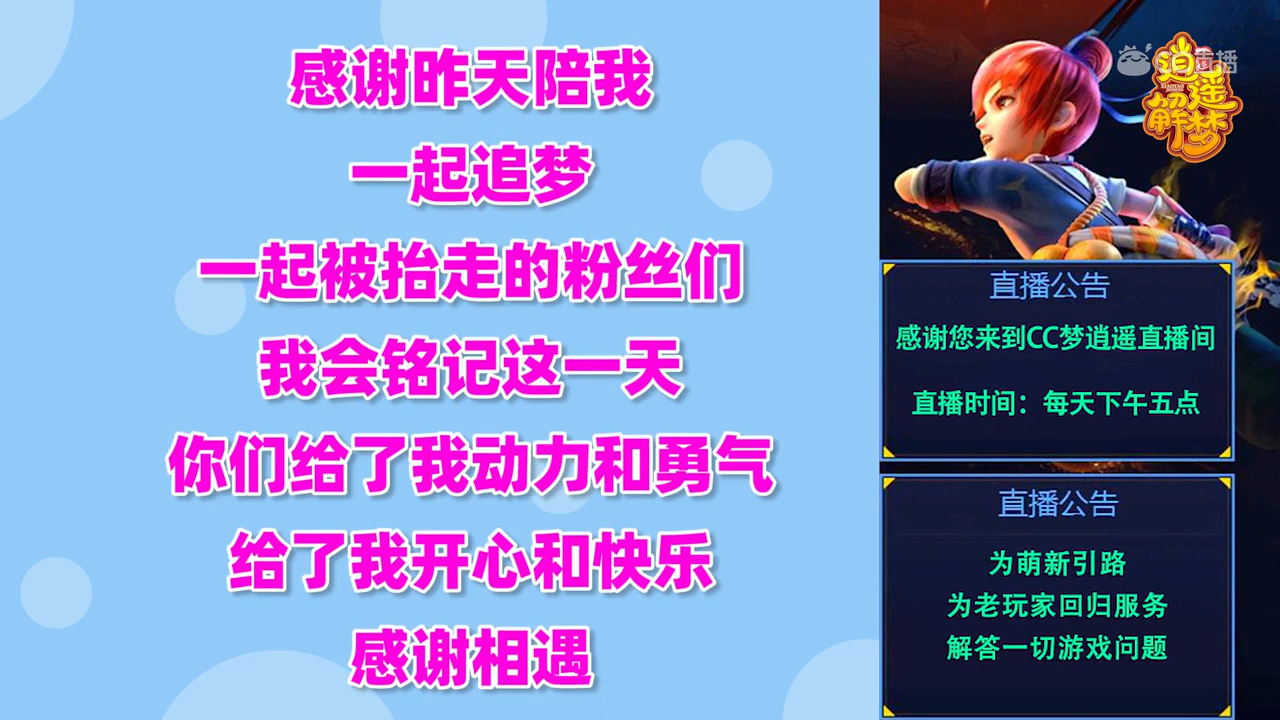 感谢昨天陪我
一起追梦
一起被抬走的粉丝们
我会铭记这一天
你们给了我动力和勇气
给了我开心和快乐
感谢相遇
逍遥
XIAOYAO
解梦
直播
直播公告
感谢您来到CC梦逍遥直播间
直播时间：每天下午五点
直播公告
为萌新引路
为老玩家回归服务
解答一切游戏问题